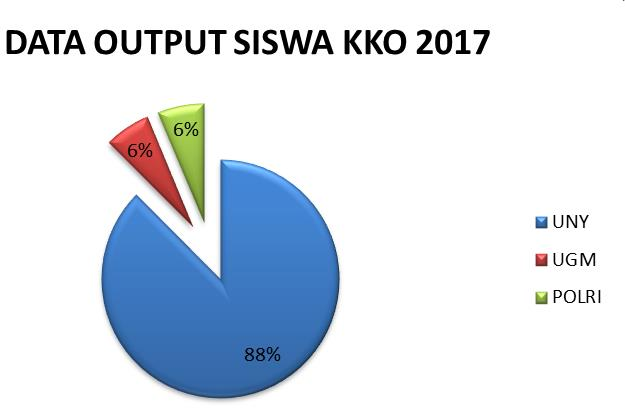 DATA OUTPUT SISWA KKO 2017
6%
6%
UNY
UGM
POLRI
88%